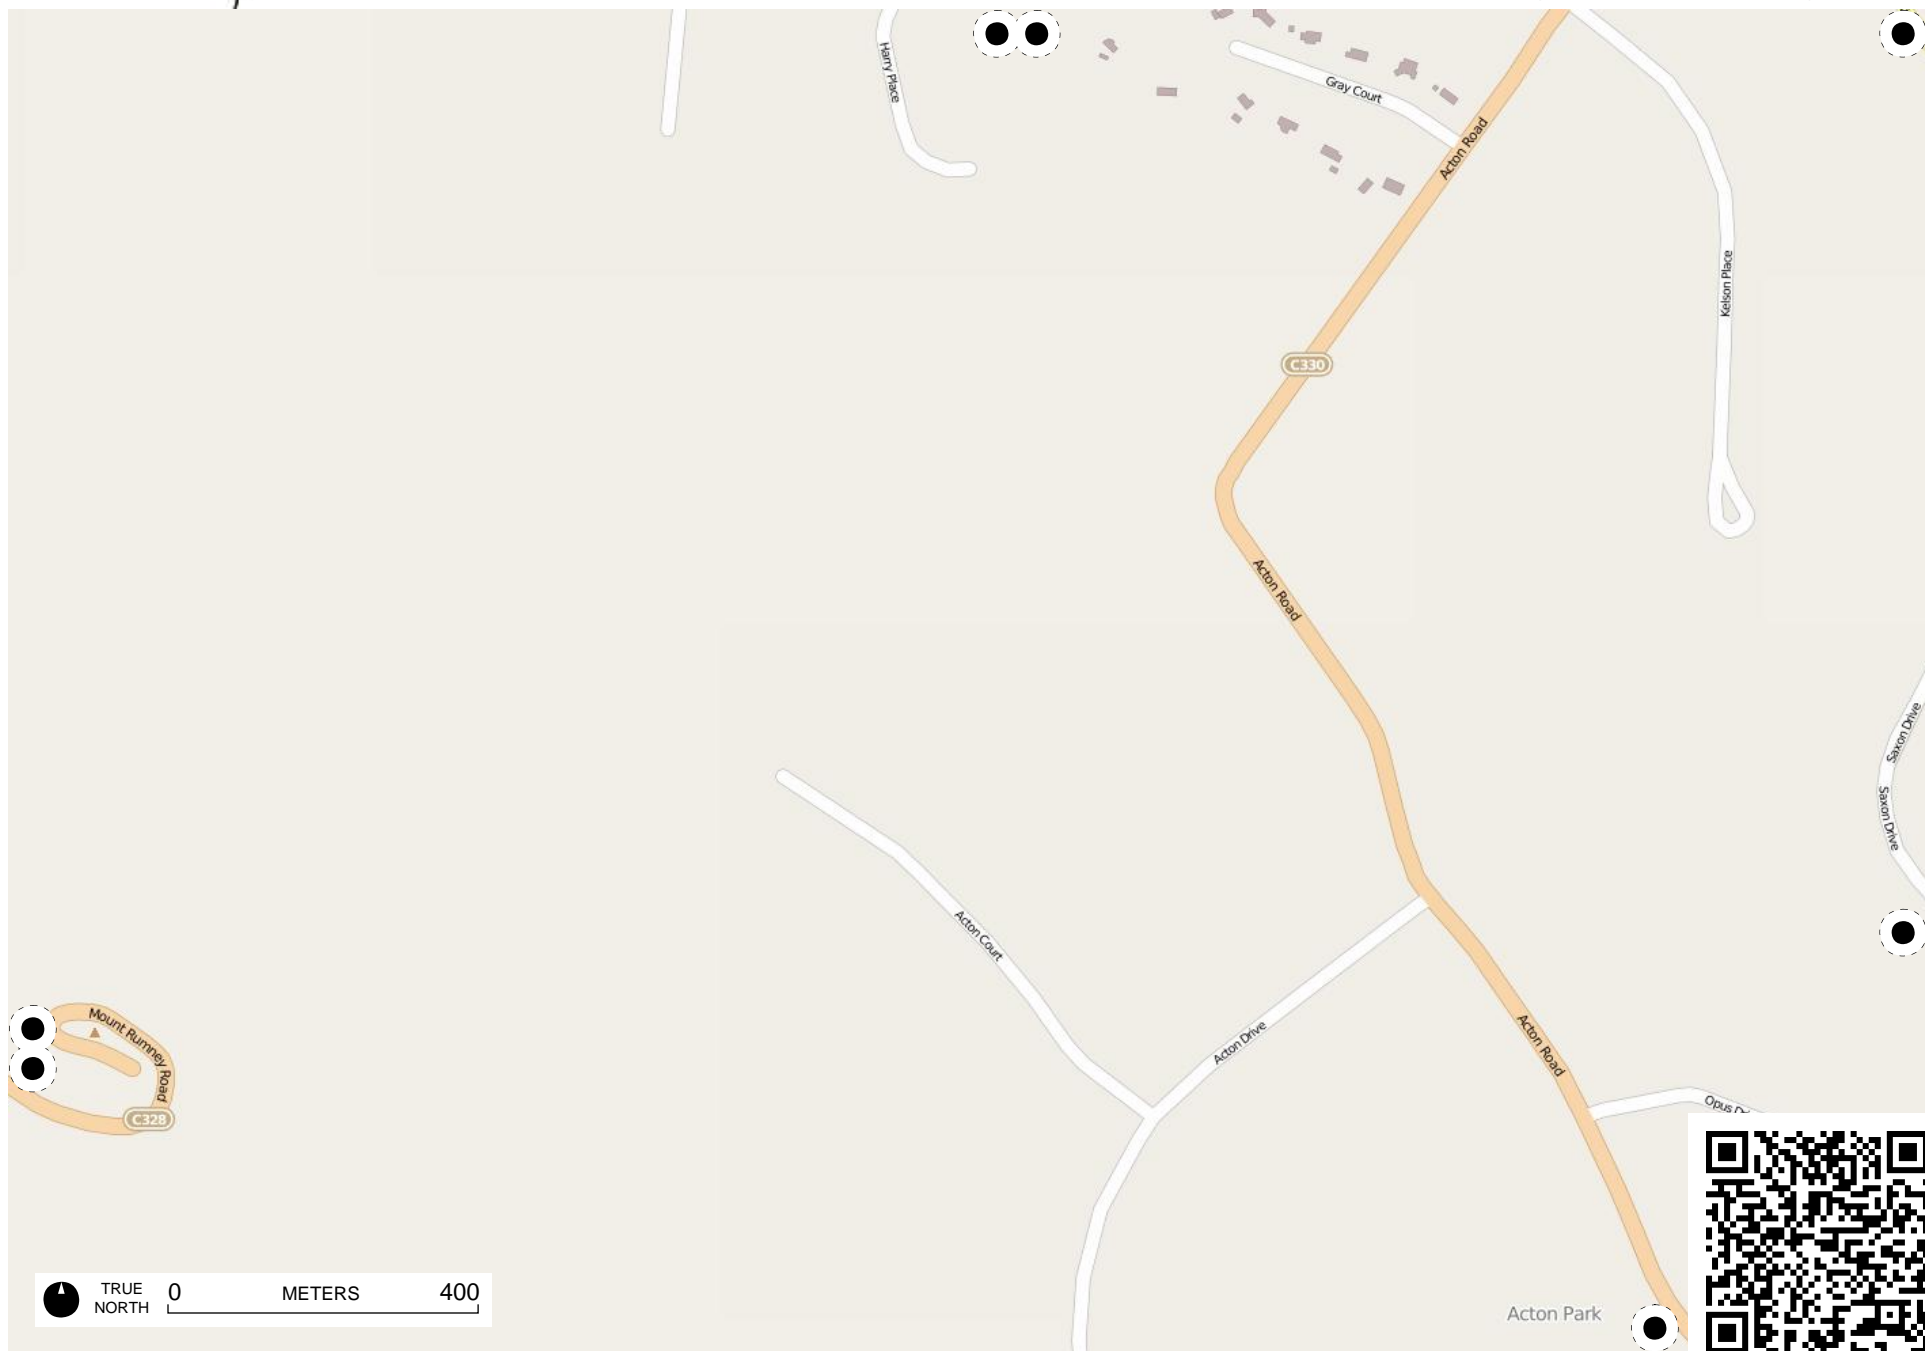 Harry Place
Gray Court
Acton Road
Kelson Place
C330
Acton Road
Saxon Drive
Saxon Drive
Acton Court
Mount Rumney Road
Acton Drive
Acton Road
C328
Opus
TRUE
NORTH
0 METERS 400
Acton Park